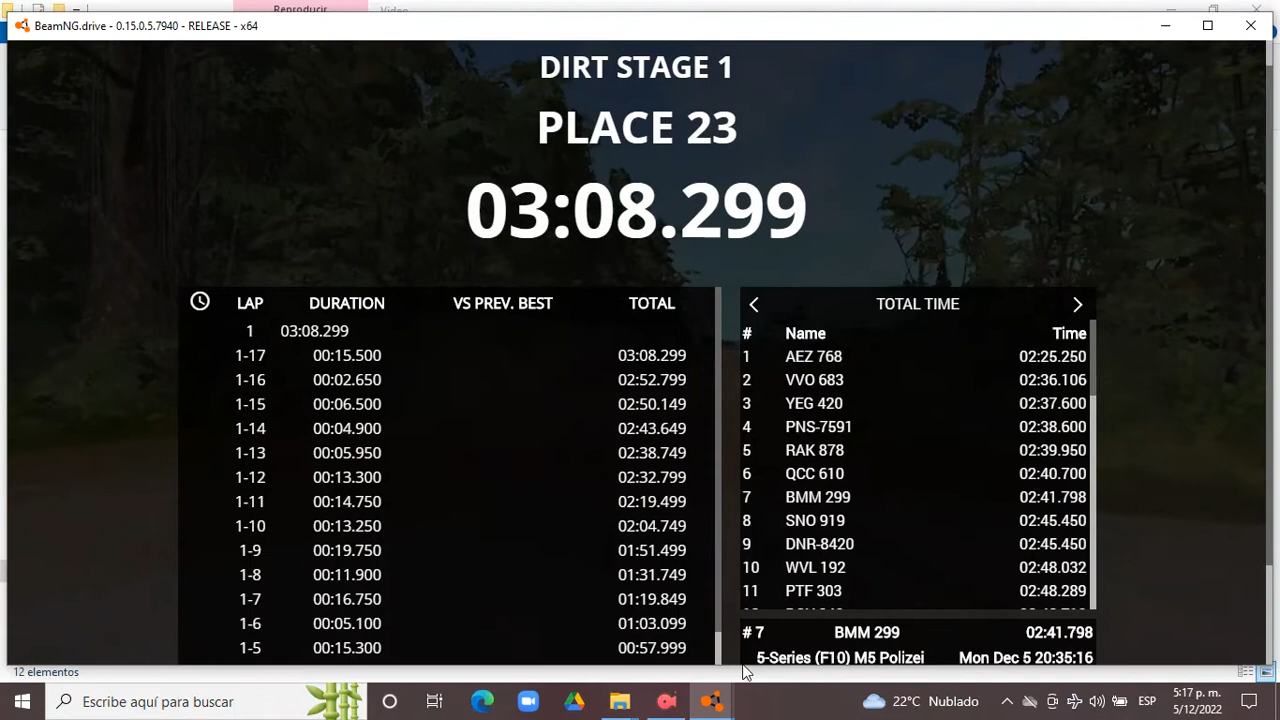 Reproducir
Vídeo
BeamNG.drive - 0.15.0.5.7940 - RELEASE - x64
DIRT STAGE 1
PLACE 23
03:08.299
LAP DURATION VS PREV. BEST TOTAL
1 03:08.299
1-17 00:15.500 03:08.299
1-16 00:02.650 02:52.799
1-15 00:06.500 02:50.149
1-14 00:04.900 02:43.649
1-13 00:05.950 02:38.749
1-12 00:13.300 02:32.799
1-11 00:14.750 02:19.499
1-10 00:13.250 02:04.749
1-9 00:19.750 01:51.499
1-8 00:11.900 01:31.749
1-7 00:16.750 01:19.849
1-6 00:05.100 01:03.099
1-5 00:15.300 00:57.999
TOTAL TIME
# Name Time
1 AEZ 768 02:25.250
2 VVO 683 02:36.106
3 YEG 420 02:37.600
4 PNS-7591 02:38.600
5 RAK 878 02:39.950
6 QCC 610 02:40.700
7 BMM 299 02:41.798
8 SNO 919 02:45.450
9 DNR-8420 02:45.450
10 WVL 192 02:48.032
11 PTF 303 02:48.289
# 7 BMM 299 02:41.798
5-Series (F10) M5 Polizei Mon Dec 5 20:35:16
12 elementos
Escribe aquí para buscar
22°C Nublado
ESP
5:17 p. m.
5/12/2022